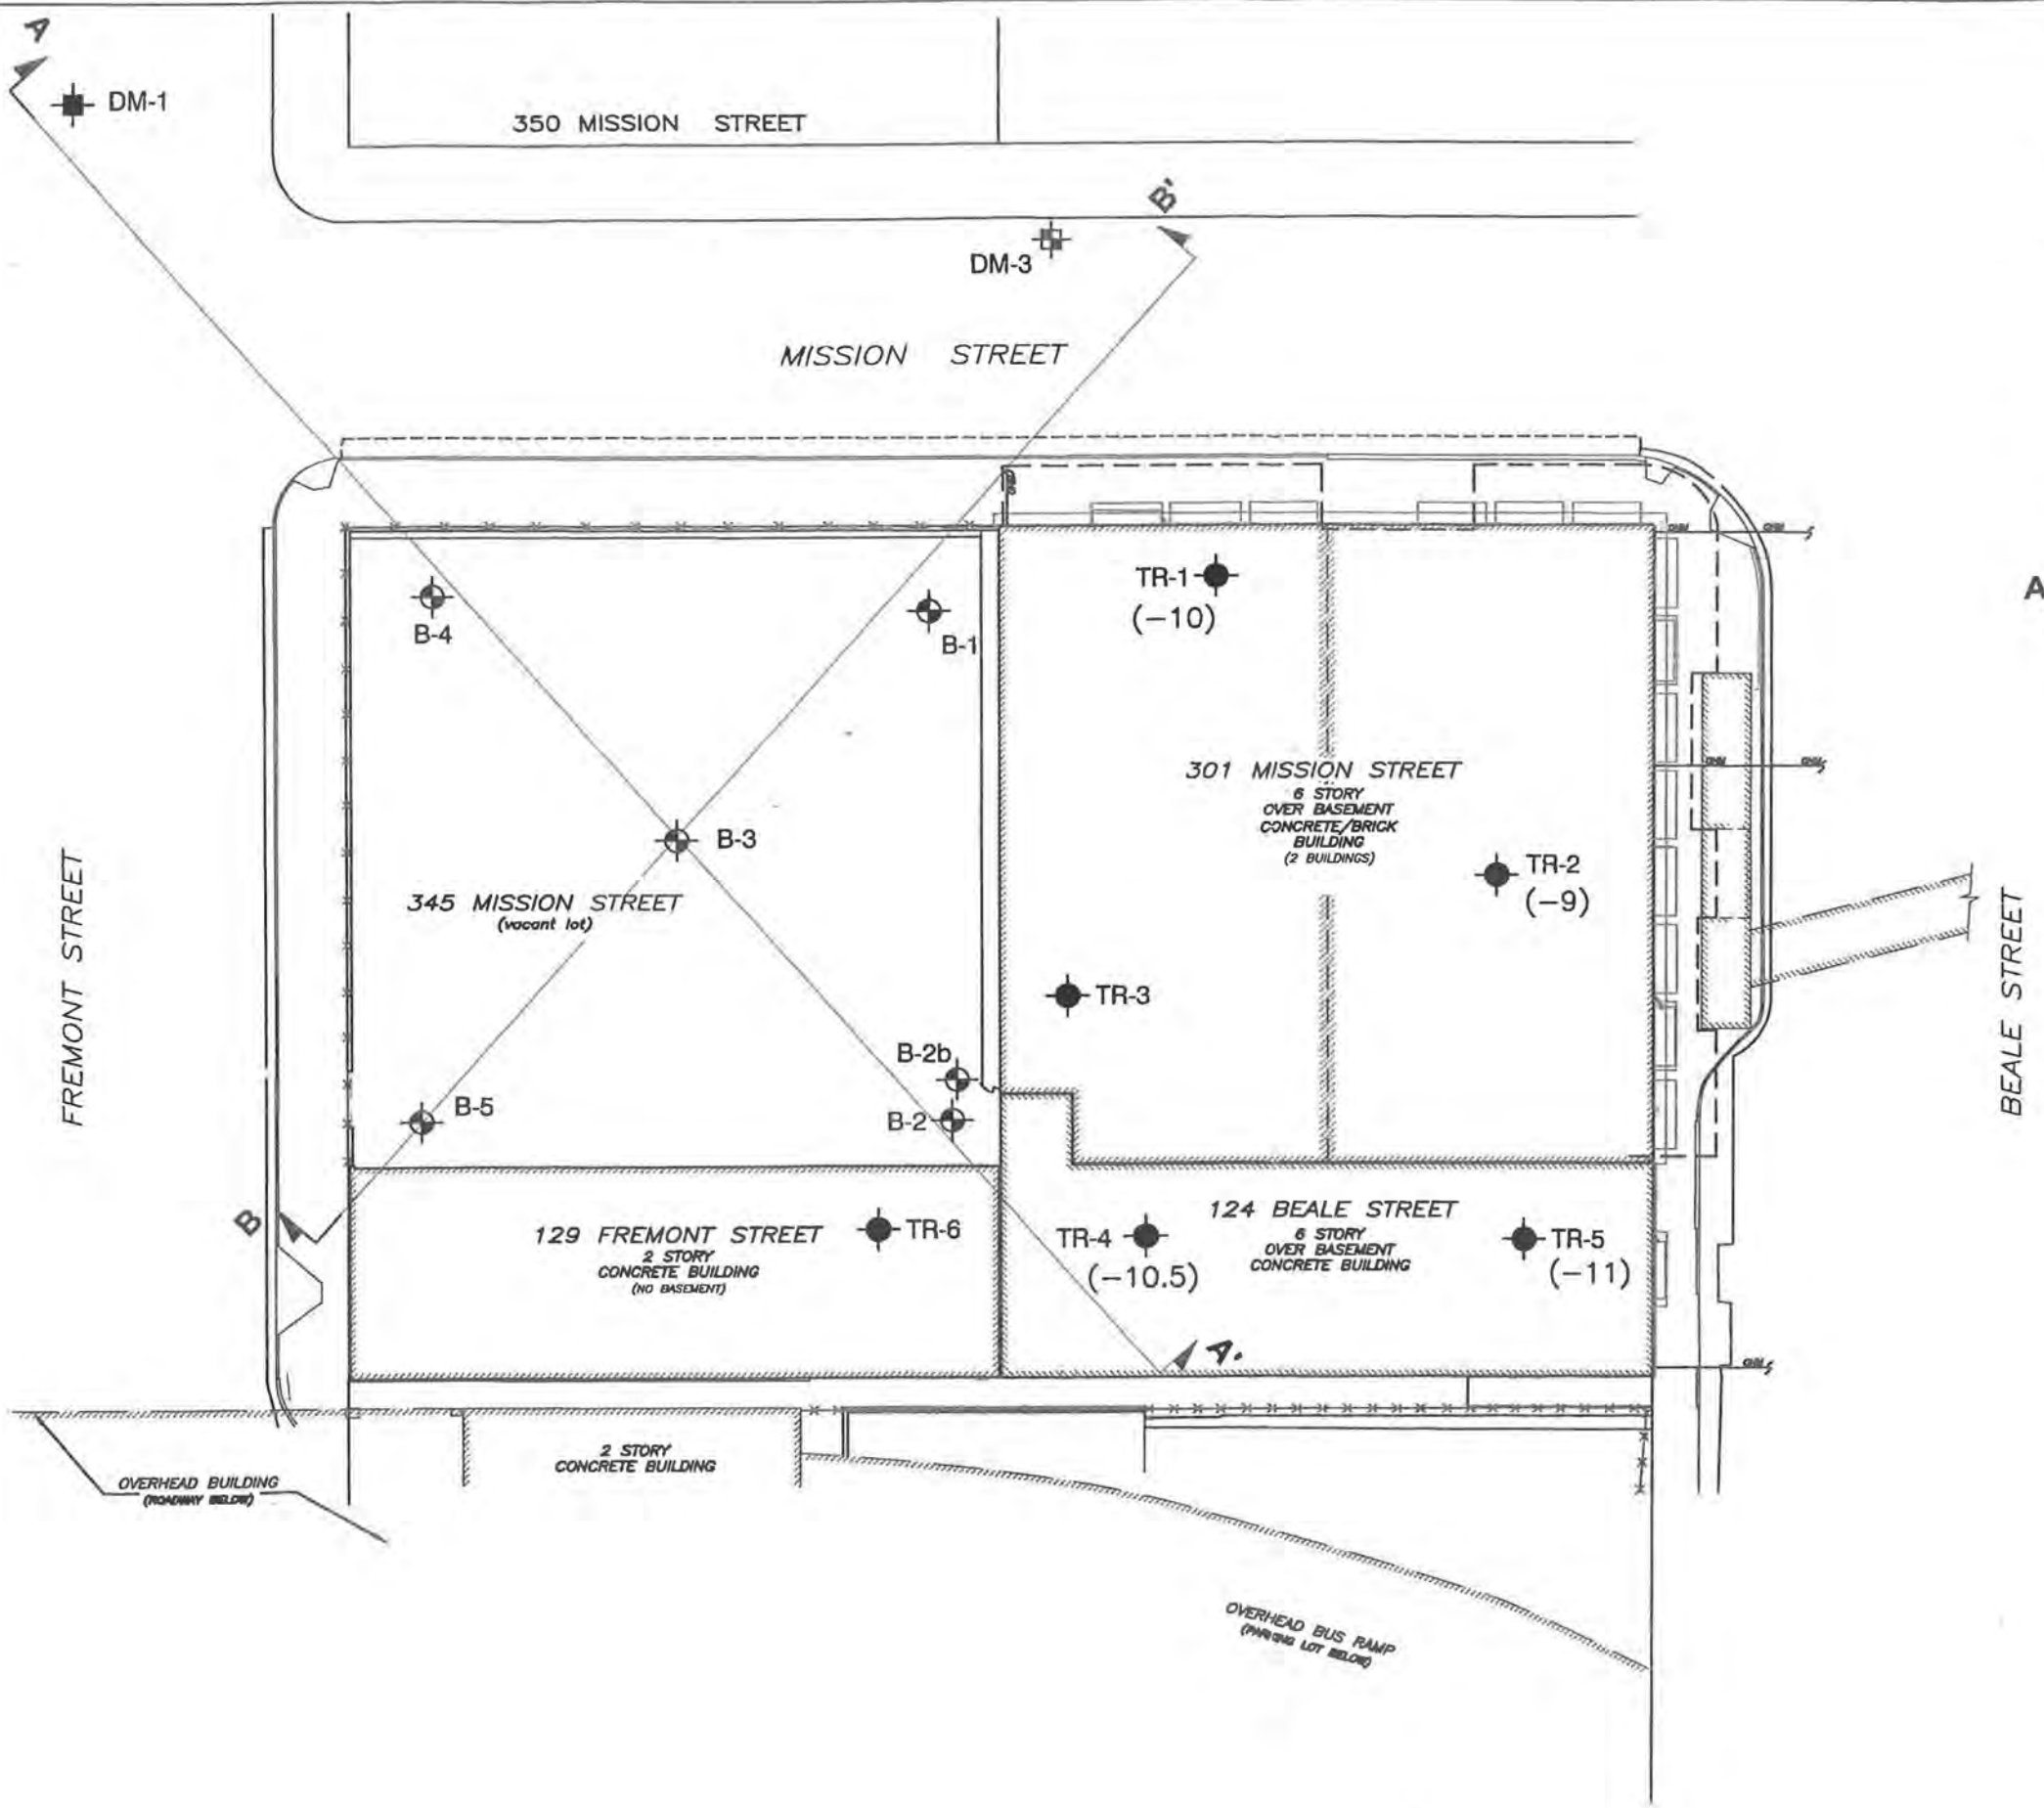 A
DM-1
350 MISSION STREET
B'
DM-3
MISSION STREET
TR-1
(-10)
A
B-4
B-1
301 MISSION STREET
6 STORY
OVER BASEMENT
CONCRETE/BRICK
BUILDING
(2 BUILDINGS)
B-3
TR-2
(-9)
345 MISSION STREET
(vacant lot)
FREMONT STREET
BEALE STREET
TR-3
B-2b
B-5
B-2
B
129 FREMONT STREET
2 STORY
CONCRETE BUILDING
(NO BASEMENT)
TR-6
TR-4
(-10.5)
124 BEALE STREET
6 STORY
OVER BASEMENT
CONCRETE BUILDING
TR-5
(-11)
A'
2 STORY
CONCRETE BUILDING
OVERHEAD BUILDING
(ROADWAY BELOW)
OVERHEAD BUS RAMP
(PARKING LOT BELOW)